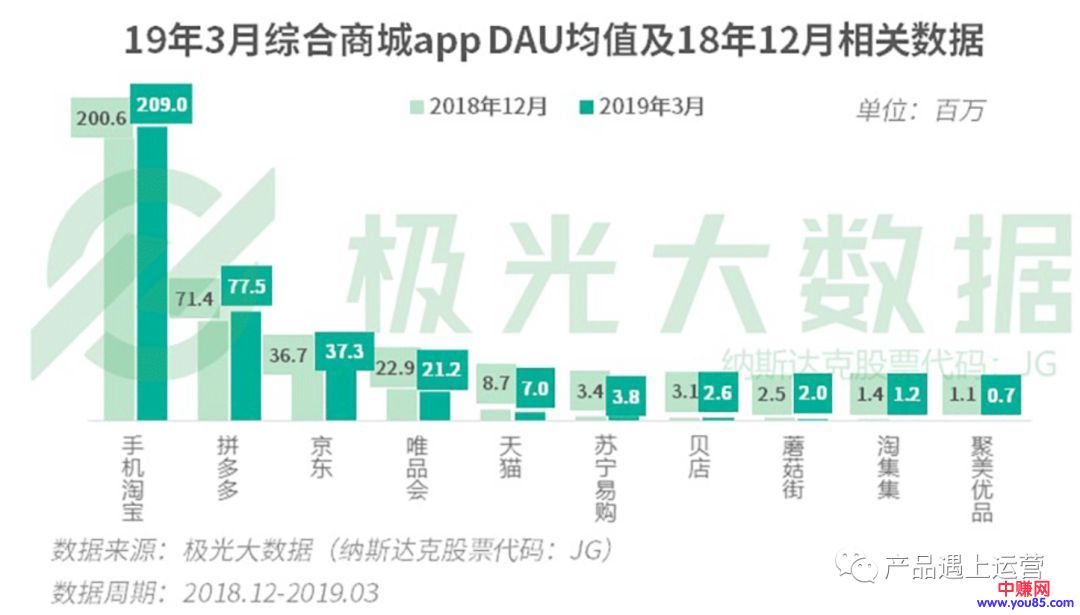 19年3月综合商城app DAU均值及18年12月相关数据
2018年12月 2019年3月 单位：百万
200.6 209.0
71.4 77.5
36.7 37.3
22.9 21.2
8.7 7.0
3.4 3.8
3.1 2.6
2.5 2.0
1.4 1.2
1.1 0.7
极光大数据
纳斯达克股票代码：JG
手机淘宝
拼多多
京东
唯品会
天猫
苏宁易购
贝店
蘑菇街
淘集集
聚美优品
数据来源：极光大数据（纳斯达克股票代码：JG）
数据周期：2018.12-2019.03
产品遇上运营
中赚网
www.you85.com